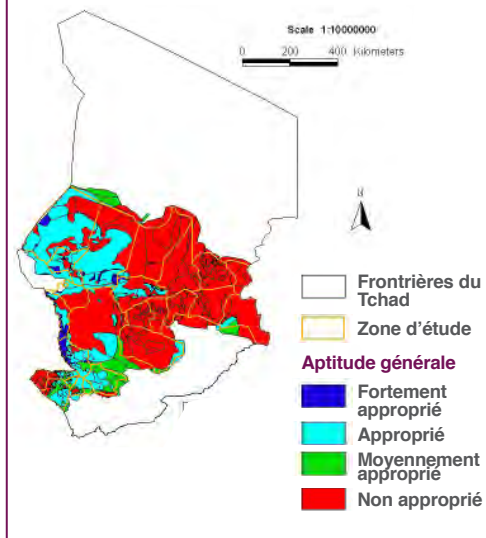 Scale 1:10000000
0 200 400 Kilometers
N
Frontrières du
Tchad
Zone d'étude
Aptitude générale
Fortement
approprié
Approprié
Moyennement
approprié
Non approprié